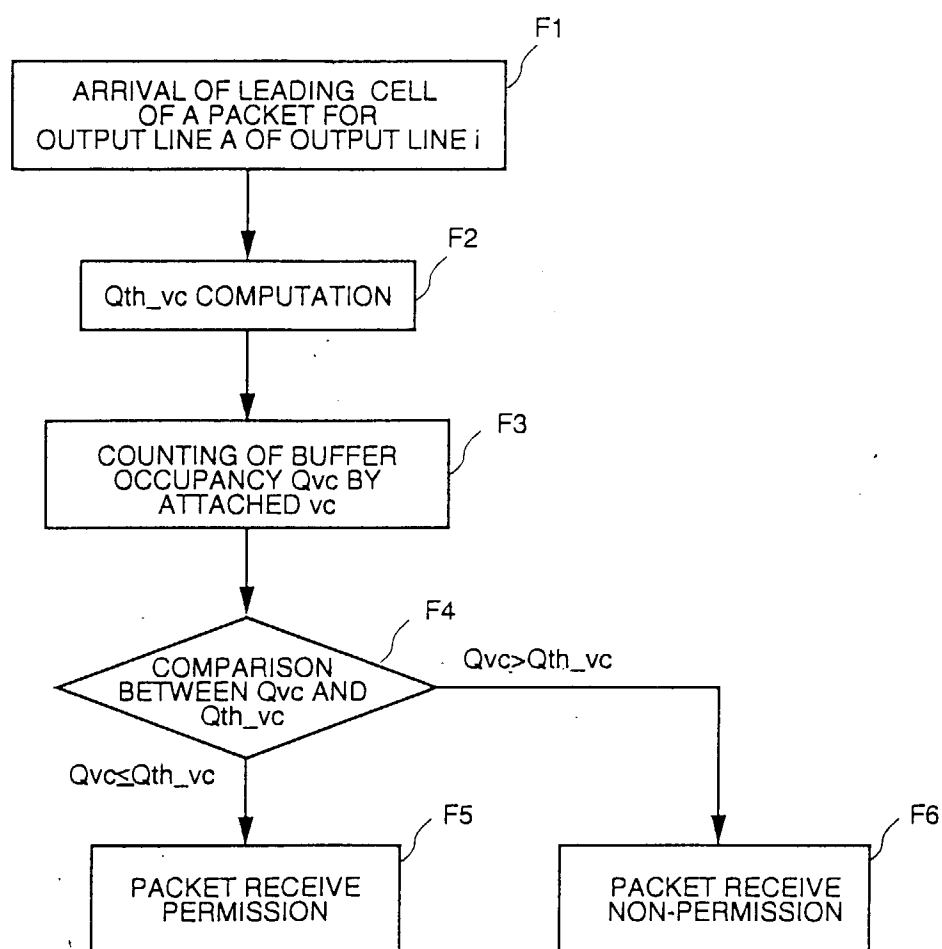 F1
ARRIVAL OF LEADING CELL
OF A PACKET FOR
OUTPUT LINE A OF OUTPUT LINE i
F2
Qth_vc COMPUTATION
F3
COUNTING OF BUFFER
OCCUPANCY Qvc BY
ATTACHED vc
F4
COMPARISON
BETWEEN Qvc AND
Qth_vc
Qvc>Qth_vc
Qvc≤Qth_vc
F5
PACKET RECEIVE
PERMISSION
F6
PACKET RECEIVE
NON-PERMISSION